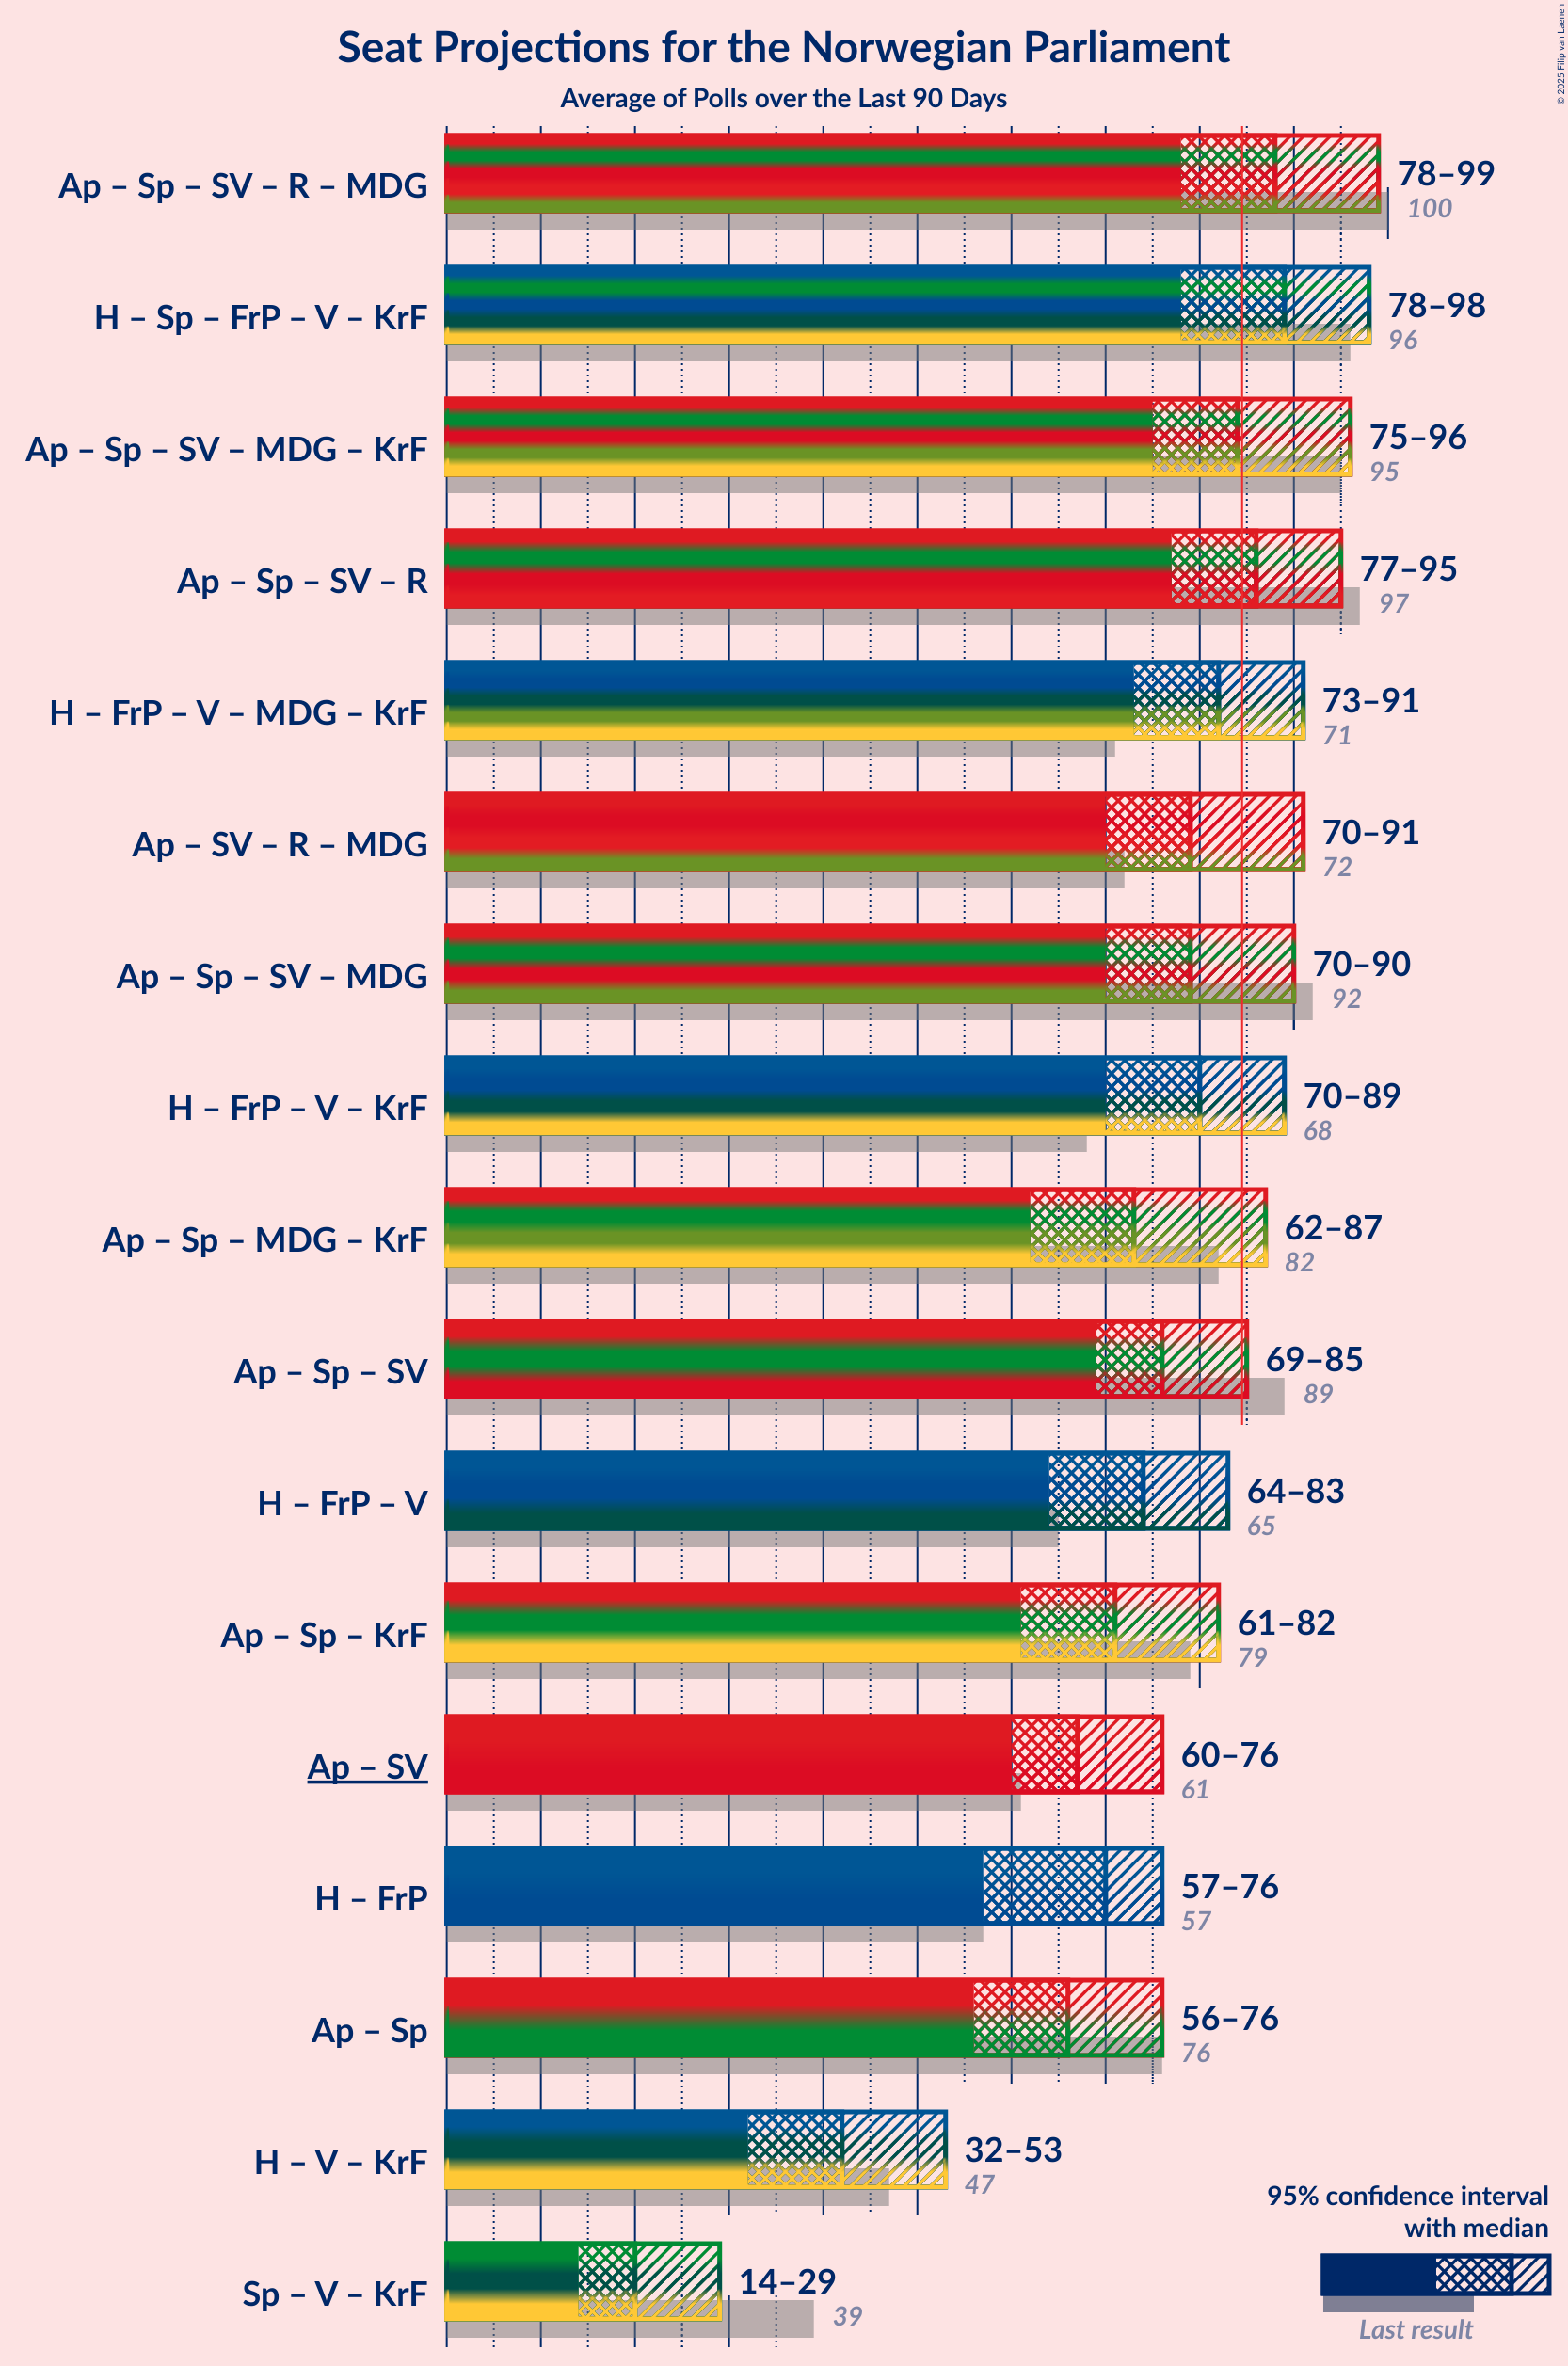 Seat Projections for the Norwegian Parliament
Average of Polls over the Last 90 Days
© 2025 Filip van Laenen
Ap – Sp – SV – R – MDG
78–99
100
H – Sp – FrP – V – KrF
78–98
96
Ap – Sp – SV – MDG – KrF
75–96
95
Ap – Sp – SV – R
77–95
97
H – FrP – V – MDG – KrF
73–91
71
Ap – SV – R – MDG
70–91
72
Ap – Sp – SV – MDG
70–90
92
H – FrP – V – KrF
70–89
68
Ap – Sp – MDG – KrF
62–87
82
Ap – Sp – SV
69–85
89
H – FrP – V
64–83
65
Ap – Sp – KrF
61–82
79
Ap – SV
60–76
61
H – FrP
57–76
57
Ap – Sp
56–76
76
H – V – KrF
32–53
47
Sp – V – KrF
14–29
39
95% confidence interval
with median
Last result